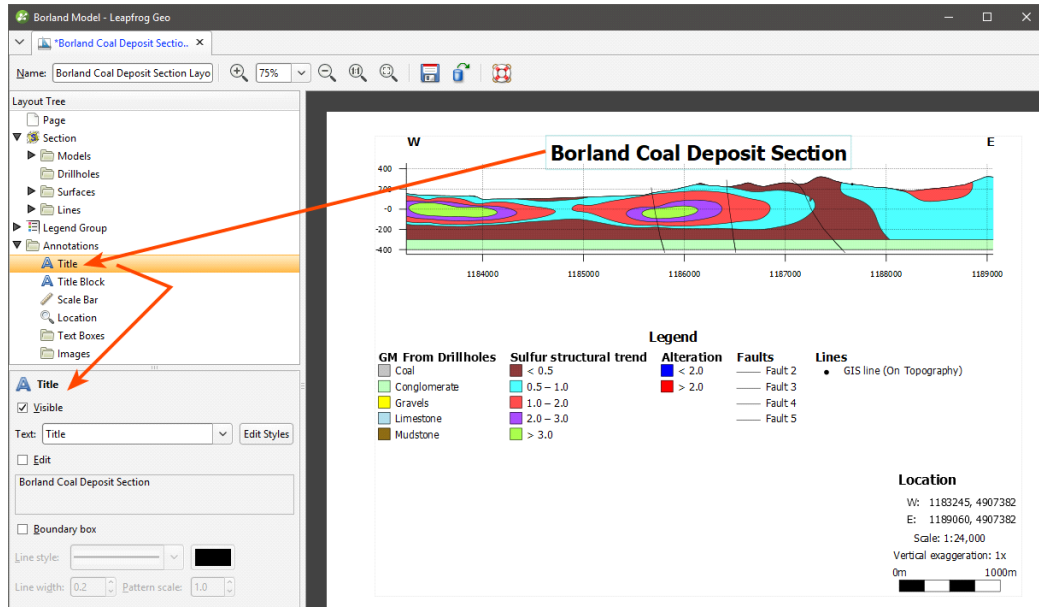 Borland Model - Leapfrog Geo
*Borland Coal Deposit Sectio..
Name: Borland Coal Deposit Section Layo 75%
Layout Tree
Page
Section
Models
Drillholes
Surfaces
Lines
Legend Group
Annotations
Title
Title Block
Scale Bar
Location
Text Boxes
Images
Title
Visible
Text: Title Edit Styles
Edit
Borland Coal Deposit Section
Boundary box
Line style:
Line width: 0.2 Pattern scale: 1.0
W E
Borland Coal Deposit Section
400
200
-0
-200
-400
1184000 1185000 1186000 1187000 1188000 1189000
Legend
GM From Drillholes Sulfur structural trend Alteration Faults Lines
Coal < 0.5 < 2.0 Fault 2 GIS line (On Topography)
Conglomerate 0.5 – 1.0 > 2.0 Fault 3
Gravels 1.0 – 2.0 Fault 4
Limestone 2.0 – 3.0 Fault 5
Mudstone > 3.0
Location
W: 1183245, 4907382
E: 1189060, 4907382
Scale: 1:24,000
Vertical exaggeration: 1x
0m 1000m